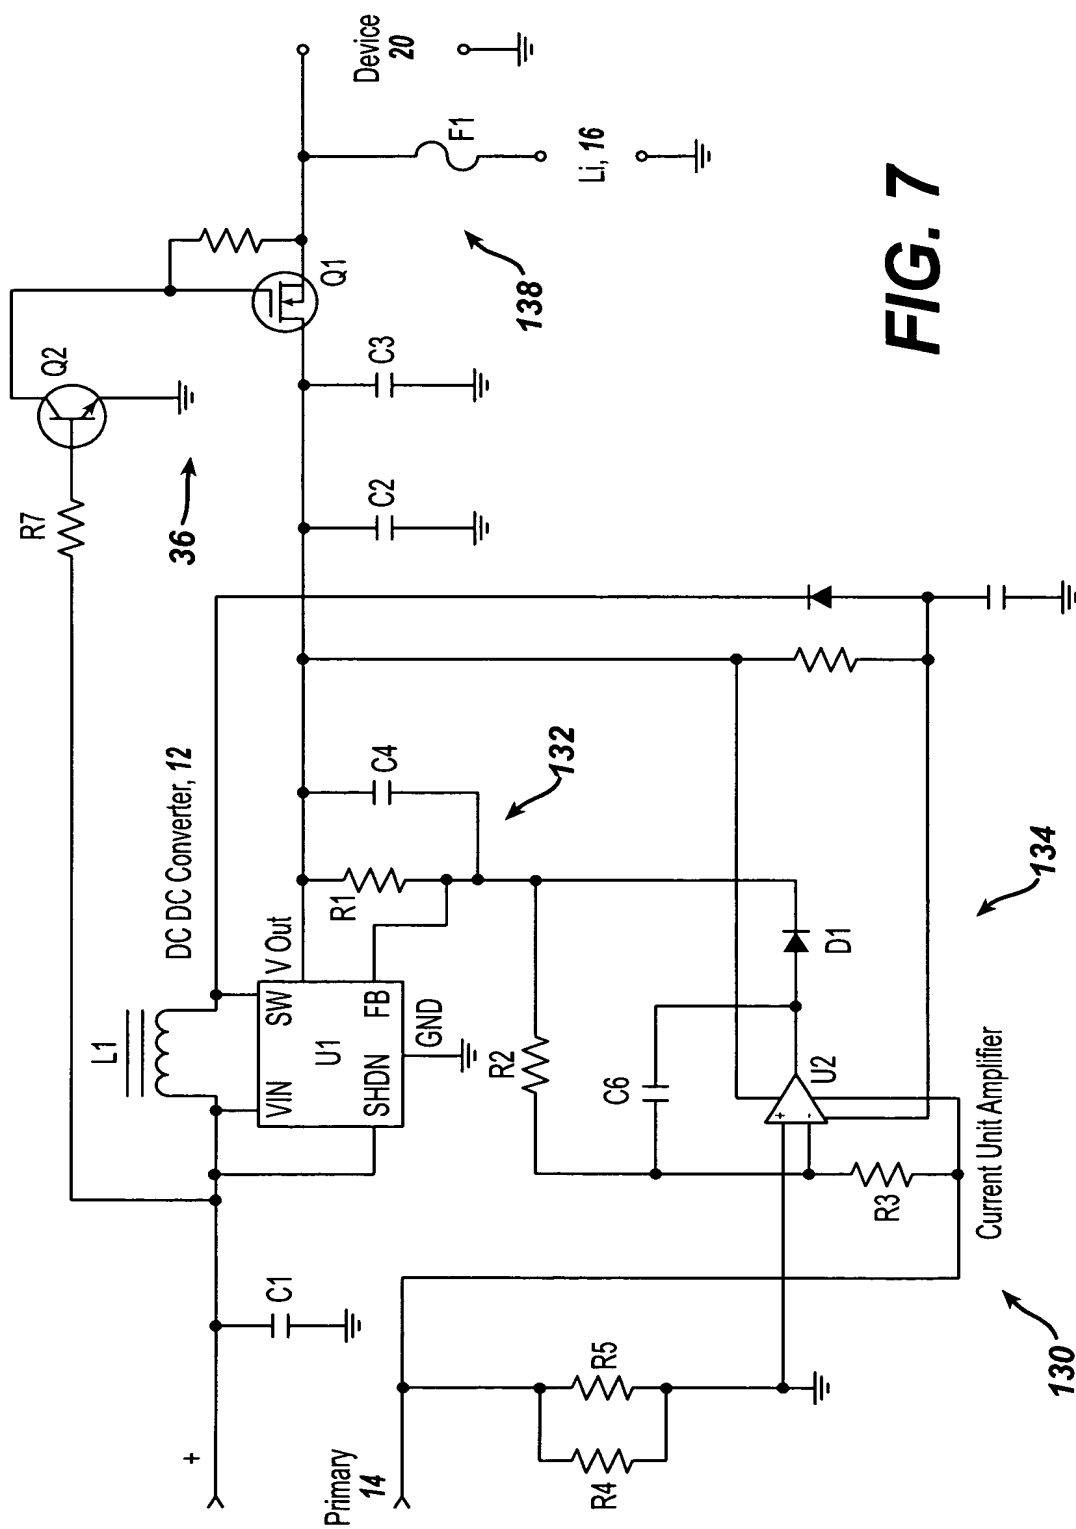 Primary
14
+
R4
R5
C1
L1
DC DC Converter, 12
VIN
SW
U1
SHDN
FB
V Out
GND
R1
C4
132
R2
C6
D1
U2
+
-
R3
Current Unit Amplifier
130
134
R7
36
Q2
C2
C3
Q1
138
F1
Li, 16
Device
20
FIG. 7